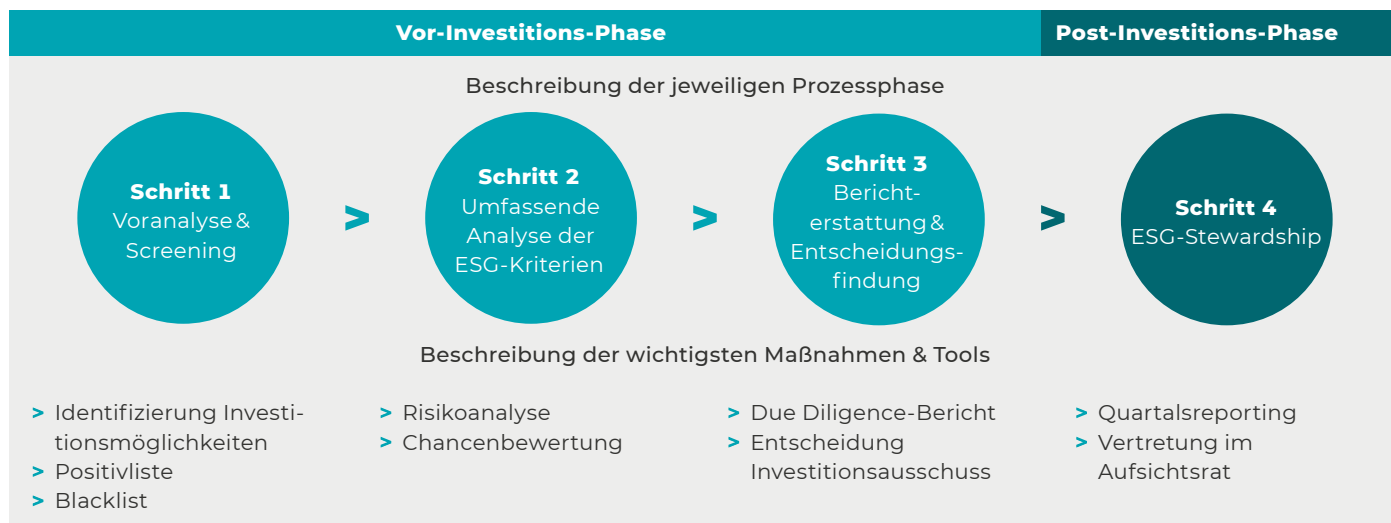 Vor-Investitions-Phase
Post-Investitions-Phase
Beschreibung der jeweiligen Prozessphase
Schritt 1
Voranalyse &
Screening
>
Schritt 2
Umfassende
Analyse der
ESG-Kriterien
>
Schritt 3
Bericht-
erstattung &
Entscheidungs-
findung
>
Schritt 4
ESG-Stewardship
Beschreibung der wichtigsten Maßnahmen & Tools
> Identifizierung Investi-
tionsmöglichkeiten
> Positivliste
> Blacklist
> Risikoanalyse
> Chancenbewertung
> Due Diligence-Bericht
> Entscheidung
Investitionsausschuss
> Quartalsreporting
> Vertretung im
Aufsichtsrat